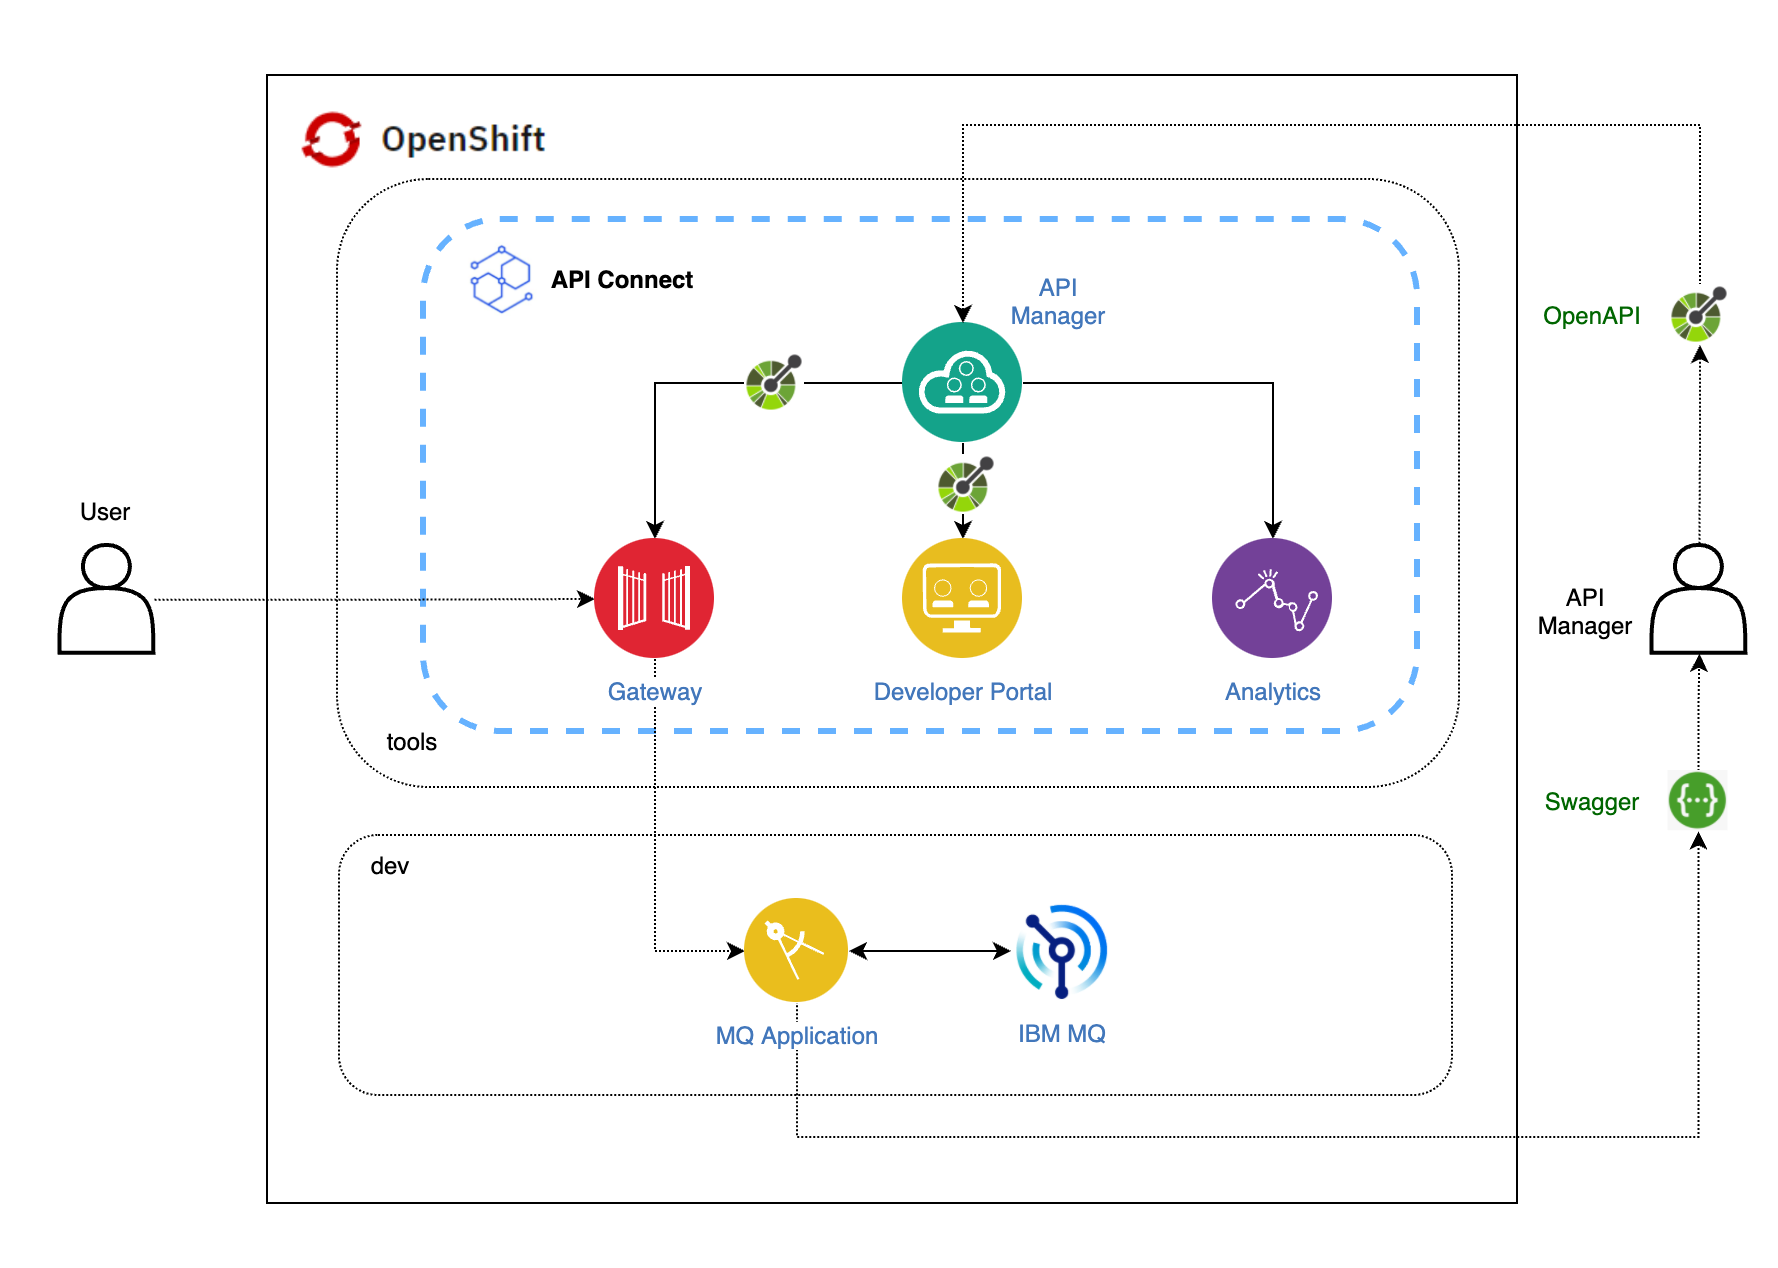 OpenShift
API Connect
API
Manager
OpenAPI
User
API
Manager
Gateway
Developer Portal
Analytics
tools
Swagger
{···}
dev
MQ Application
IBM MQ